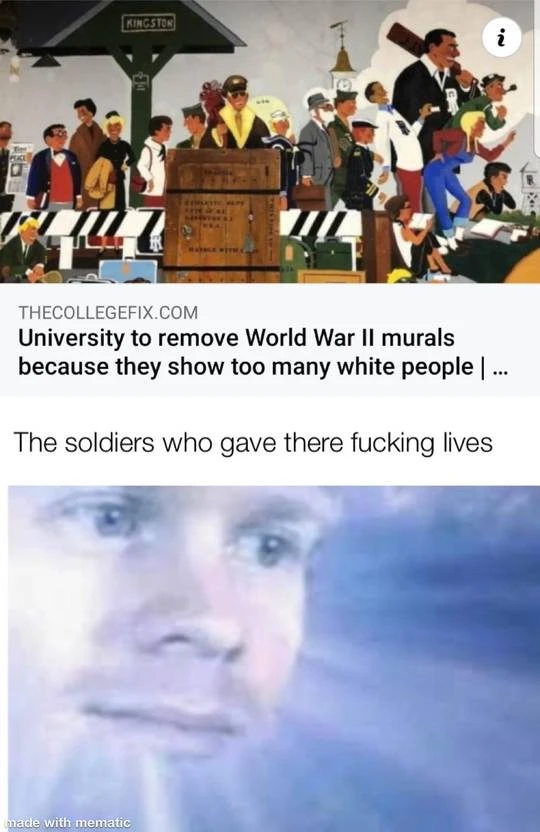 KINGSTON
THECOLLEGEFIX.COM
University to remove World War II murals
because they show too many white people | ...
The soldiers who gave there fucking lives
made with mematic